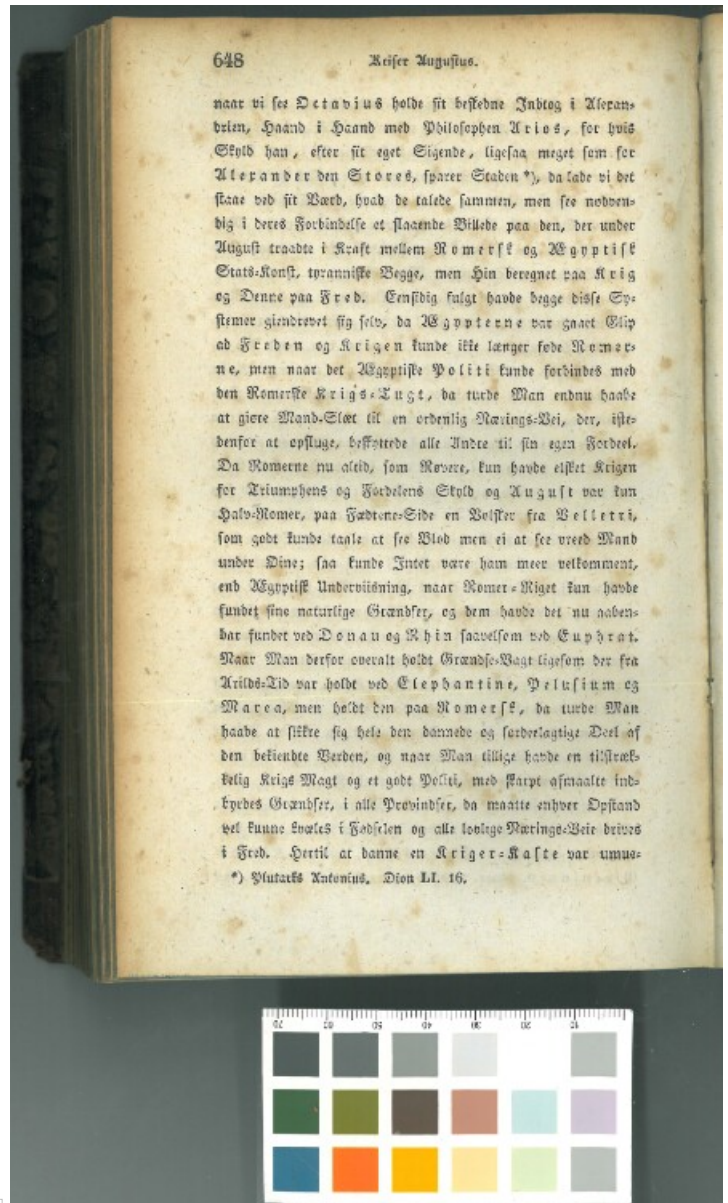 648
Keiser Augustus.
naar vi see Octavius holde sit beskedne Indtog i Alexan-
drien, Haand i Haand med Philosophen Arios, for hvis
Skyld han, efter sit eget Sigende, ligesaa meget som for
Alexander den Stores, sparer Staden *), da lade vi det
staae ved sit Værd, hvad de talede sammen, men see nødven-
dig i deres Forbindelse et slaaende Billede paa den, der under
August traadte i Kraft mellem Romersk og Ægyptisk
Stats-Konst, tyranniske Begge, men Hin beregnet paa Krig
og Denne paa Fred. Eensidig fulgt havde begge disse Sy-
stemer giendrevet sig selv, da Ægypterne var gaaet Glip
ad Freden og Krigen kunde ikke længer føde Romer-
ne, men naar det Ægyptiske Politi kunde forbindes med
den Romerske Krigs-Tugt, da turde Man endnu haabe
at giøre Mand-Slæt til en ordenlig Nærings-Vei, der, iste-
denfor at opsluge, beskyttede alle Andre til sin egen Fordeel.
Da Romerne nu altid, som Røvere, kun havde elsket Krigen
for Triumphens og Fordelens Skyld og August var kun
Halv-Romer, paa Fædrene-Side en Volsker fra Velletri,
som godt kunde taale at see Blod men ei at see vreed Mand
under Øine; saa kunde Intet være ham meer velkomment,
end Ægyptisk Underviisning, naar Romer-Riget kun havde
fundet sine naturlige Grændser, og dem havde det nu aaben-
bar fundet ved Donau og Rhin saavelsom ved Euphrat.
Naar Man derfor overalt holdt Grændse-Vagt ligesom der fra
Arilds-Tid var holdt ved Elephantine, Pelusium og
Marea, men holdt den paa Romersk, da turde Man
haabe at sikkre sig hele den dannede og fordeelagtige Deel af
den bekiendte Verden, og naar Man tillige havde en tilstræk-
kelig Krigs Magt og et godt Politi, med skarpt afmaalte ind-
byrdes Grændser, i alle Provindser, da maatte enhver Opstand
vel kunne qvæles i Fødselen og alle lovlige Nærings-Veie drives
i Fred. Hertil at danne en Kriger-Kaste var umue-
*) Plutarks Antonius. Dion LI. 16.
70 60 50 40 30 20 10